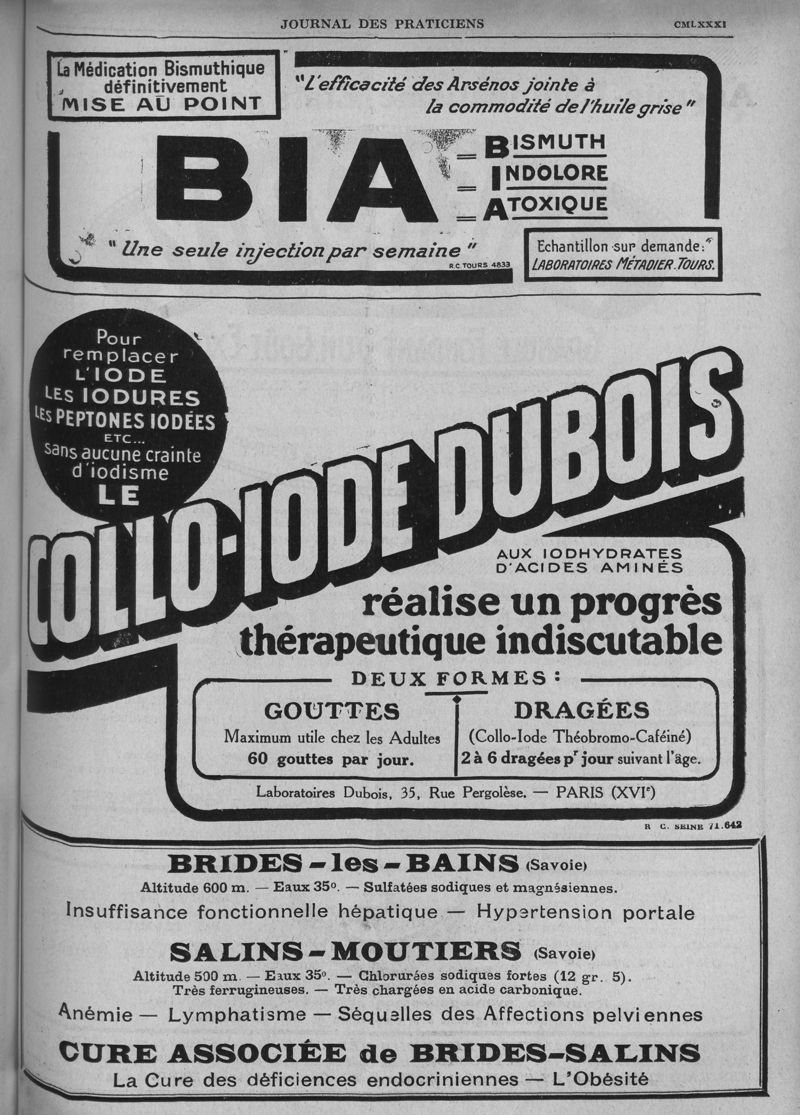 JOURNAL DES PRATICIENS
CMLXXXI
La Médication Bismuthique
définitivement
MISE AU POINT
"L'efficacité des Arsénos jointe à
la commodité de l'huile grise"
BIA
= BISMUTH
= INDOLORE
= ATOXIQUE
"Une seule injection par semaine"
R.C. TOURS 4833
Echantillon sur demande:
LABORATOIRES MÉTADIER. TOURS.
Pour
remplacer
L'IODE
LES IODURES
LES PEPTONES IODÉES
ETC...
sans aucune crainte
d'iodisme
LE
COLLO-IODE DUBOIS
AUX IODHYDRATES
D'ACIDES AMINÉS
réalise un progrès
thérapeutique indiscutable
DEUX FORMES:
GOUTTES
Maximum utile chez les Adultes
60 gouttes par jour.
DRAGÉES
(Collo-Iode Théobromo-Caféiné)
2 à 6 dragées pr jour suivant l'âge.
Laboratoires Dubois, 35, Rue Pergolèse. — PARIS (XVIe)
R C. SEINE 71.642
BRIDES-les-BAINS (Savoie)
Altitude 600 m. — Eaux 35°. — Sulfatées sodiques et magnésiennes.
Insuffisance fonctionnelle hépatique — Hypertension portale
SALINS-MOUTIERS (Savoie)
Altitude 500 m. — Eaux 35°. — Chlorurées sodiques fortes (12 gr. 5).
Très ferrugineuses. — Très chargées en acide carbonique.
Anémie — Lymphatisme — Séquelles des Affections pelviennes
CURE ASSOCIÉE de BRIDES-SALINS
La Cure des déficiences endocriniennes — L'Obésité